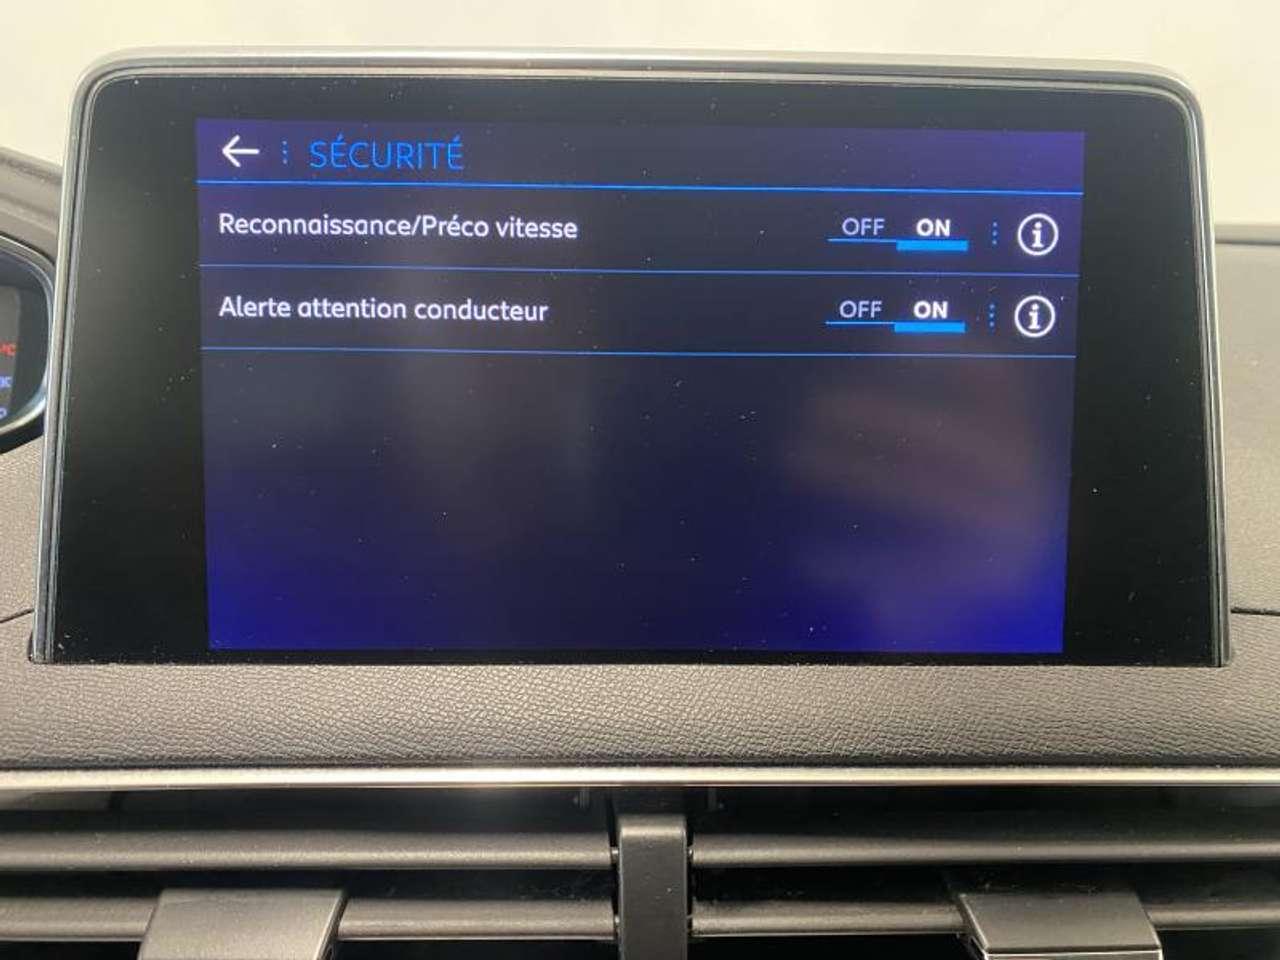 SÉCURITÉ
Reconnaissance/Préco vitesse OFF ON
Alerte attention conducteur OFF ON